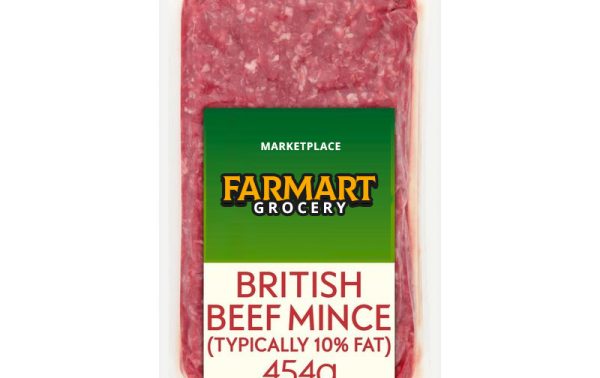 MARKETPLACE
FARMART
GROCERY
BRITISH
BEEF MINCE
(TYPICALLY 10% FAT)
454g